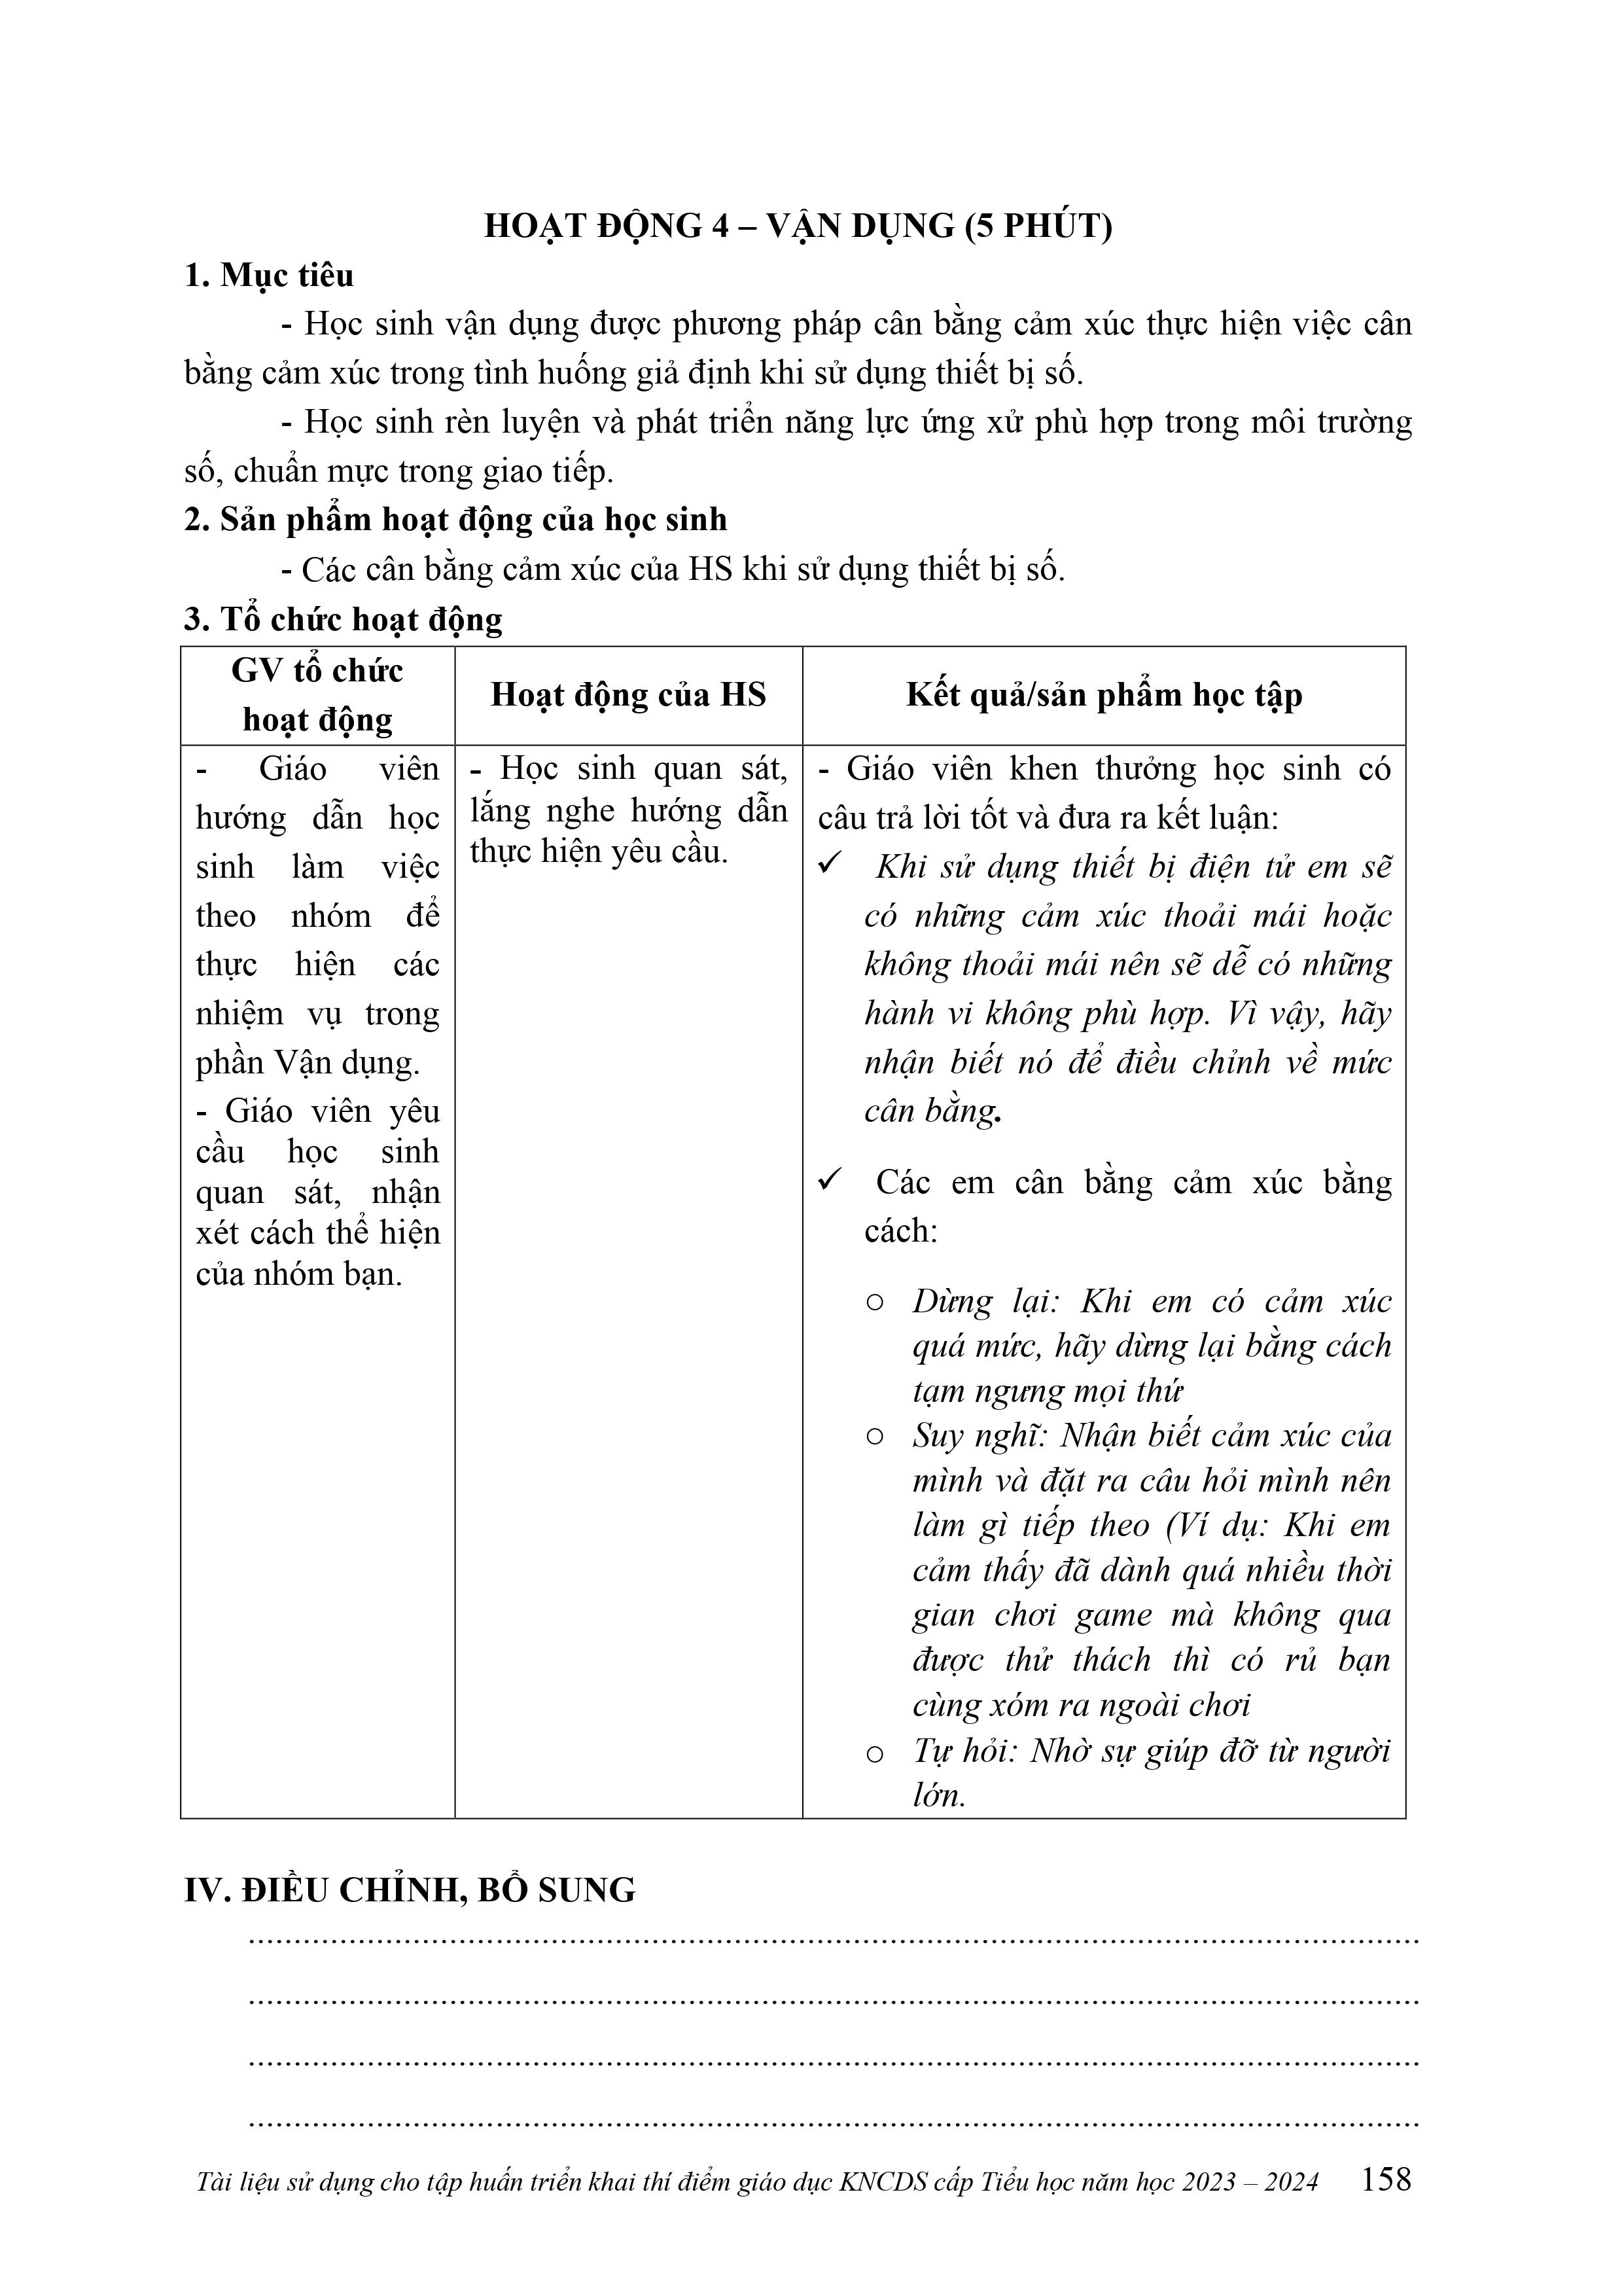 HOẠT ĐỘNG 4 – VẬN DỤNG (5 PHÚT)
1. Mục tiêu
- Học sinh vận dụng được phương pháp cân bằng cảm xúc thực hiện việc cân
bằng cảm xúc trong tình huống giả định khi sử dụng thiết bị số.
- Học sinh rèn luyện và phát triển năng lực ứng xử phù hợp trong môi trường
số, chuẩn mực trong giao tiếp.
2. Sản phẩm hoạt động của học sinh
- Các cân bằng cảm xúc của HS khi sử dụng thiết bị số.
3. Tổ chức hoạt động
GV tổ chức
hoạt động
Hoạt động của HS
Kết quả/sản phẩm học tập
- Giáo viên
hướng dẫn học
sinh làm việc
theo nhóm để
thực hiện các
nhiệm vụ trong
phần Vận dụng.
- Giáo viên yêu
cầu học sinh
quan sát, nhận
xét cách thể hiện
của nhóm bạn.
- Học sinh quan sát,
lắng nghe hướng dẫn
thực hiện yêu cầu.
- Giáo viên khen thưởng học sinh có
câu trả lời tốt và đưa ra kết luận:
✓ Khi sử dụng thiết bị điện tử em sẽ
có những cảm xúc thoải mái hoặc
không thoải mái nên sẽ dễ có những
hành vi không phù hợp. Vì vậy, hãy
nhận biết nó để điều chỉnh về mức
cân bằng.
✓ Các em cân bằng cảm xúc bằng
cách:
o Dừng lại: Khi em có cảm xúc
quá mức, hãy dừng lại bằng cách
tạm ngưng mọi thứ
o Suy nghĩ: Nhận biết cảm xúc của
mình và đặt ra câu hỏi mình nên
làm gì tiếp theo (Ví dụ: Khi em
cảm thấy đã dành quá nhiều thời
gian chơi game mà không qua
được thử thách thì có rủ bạn
cùng xóm ra ngoài chơi
o Tự hỏi: Nhờ sự giúp đỡ từ người
lớn.
IV. ĐIỀU CHỈNH, BỔ SUNG
................................................................................
................................................................................
................................................................................
................................................................................
Tài liệu sử dụng cho tập huấn triển khai thí điểm giáo dục KNCDS cấp Tiểu học năm học 2023 – 2024 158